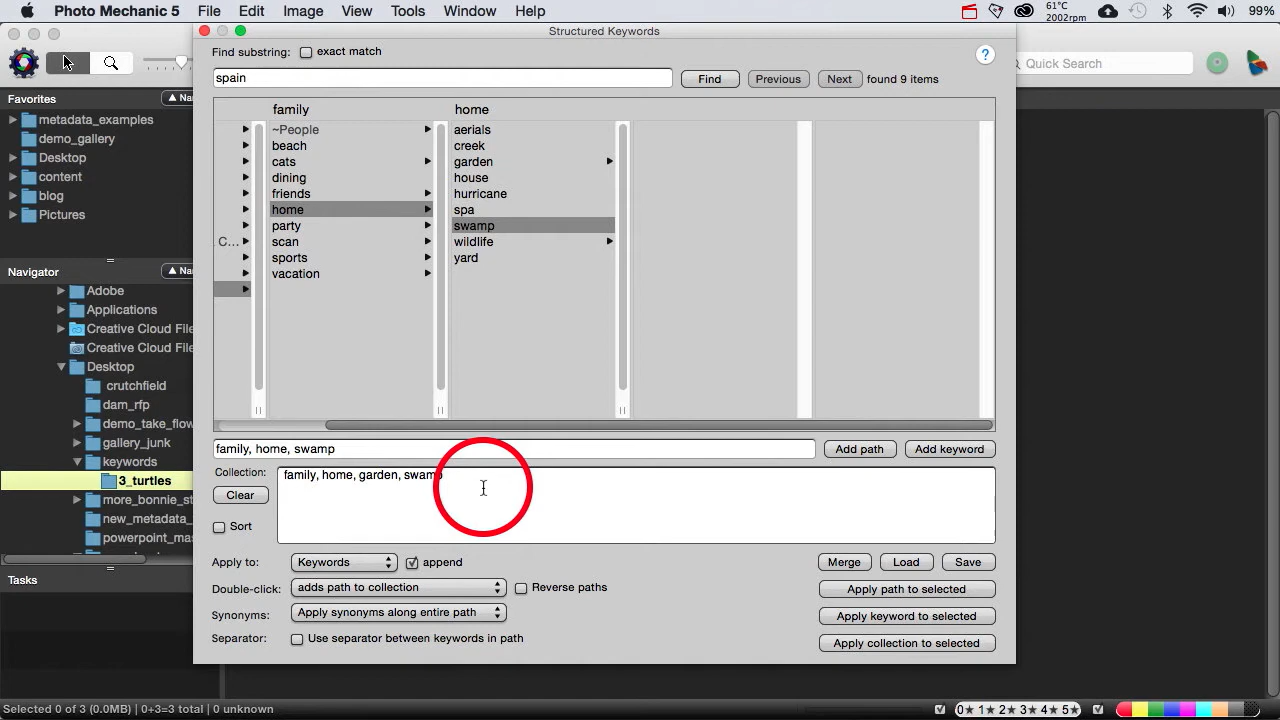 Photo Mechanic 5 File Edit Image View Tools Window Help 61°C 2002rpm 99%
Structured Keywords
Find substring: exact match
spain Find Previous Next found 9 items
Quick Search
Favorites
metadata_examples
demo_gallery
Desktop
content
blog
Pictures
family home
~People aerials
beach creek
cats garden
dining house
friends hurricane
home spa
party swamp
C... scan wildlife
sports yard
vacation
Navigator
Adobe
Applications
Creative Cloud File
Creative Cloud File
Desktop
crutchfield
dam_rfp
demo_take_flow
gallery_junk
keywords
3_turtles
more_bonnie_st
new_metadata_
powerpoint_mas
family, home, swamp Add path Add keyword
Collection: family, home, garden, swamp
Clear
Sort
Apply to: Keywords append Merge Load Save
Double-click: adds path to collection Reverse paths Apply path to selected
Synonyms: Apply synonyms along entire path Apply keyword to selected
Separator: Use separator between keywords in path Apply collection to selected
Tasks
Selected 0 of 3 (0.0MB) | 0+3=3 total | 0 unknown 0★ 1★ 2★ 3★ 4★ 5★